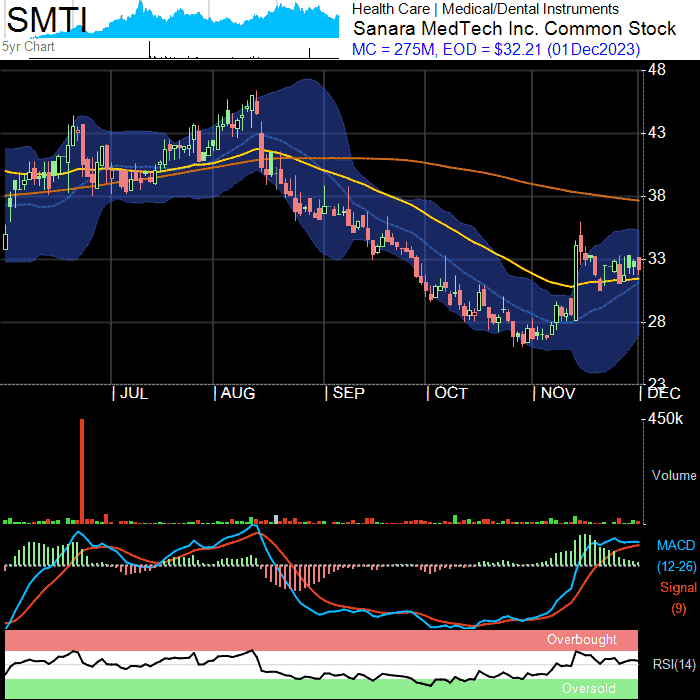 SMTI
5yr Chart
Health Care | Medical/Dental Instruments
Sanara MedTech Inc. Common Stock
MC = 275M, EOD = $32.21 (01Dec2023)
48
43
38
33
28
23
| JUL
| AUG
| SEP
| OCT
| NOV
| DEC
450k
Volume
MACD
(12-26)
Signal
(9)
Overbought
RSI(14)
Oversold